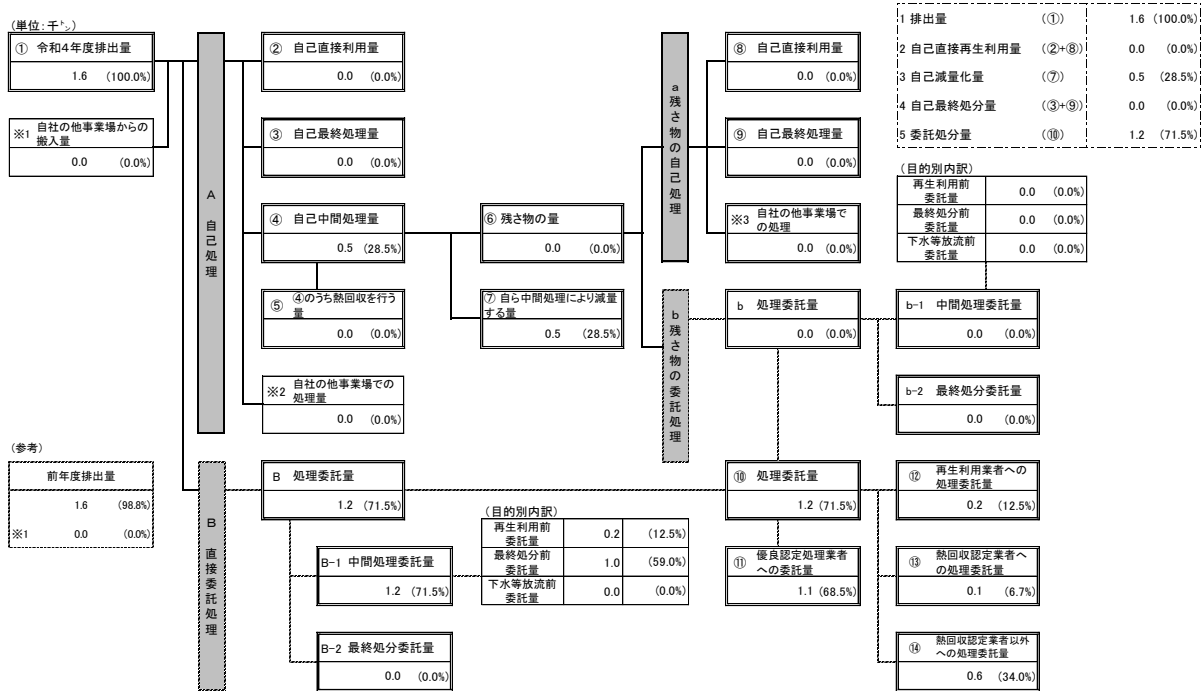 (単位:千㌧)
① 令和4年度排出量
1.6 (100.0%)
※1 自社の他事業場からの
搬入量
0.0 (0.0%)
A 自己処理
② 自己直接利用量
0.0 (0.0%)
③ 自己最終処理量
0.0 (0.0%)
④ 自己中間処理量
0.5 (28.5%)
⑤ ④のうち熱回収を行う
量
0.0 (0.0%)
※2 自社の他事業場での
処理量
0.0 (0.0%)
⑥ 残さ物の量
0.0 (0.0%)
⑦ 自ら中間処理により減量
する量
0.5 (28.5%)
a 残さ物の自己処理
⑧ 自己直接利用量
0.0 (0.0%)
⑨ 自己最終処理量
0.0 (0.0%)
※3 自社の他事業場で
の処理
0.0 (0.0%)
b 残さ物の委託処理
b 処理委託量
0.0 (0.0%)
b-1 中間処理委託量
0.0 (0.0%)
b-2 最終処分委託量
0.0 (0.0%)
1 排出量 (①) 1.6 (100.0%)
2 自己直接再生利用量 (②+⑧) 0.0 (0.0%)
3 自己減量化量 (⑦) 0.5 (28.5%)
4 自己最終処分量 (③+⑨) 0.0 (0.0%)
5 委託処分量 (⑩) 1.2 (71.5%)
(目的別内訳)
再生利用前
委託量 0.0 (0.0%)
最終処分前
委託量 0.0 (0.0%)
下水等放流前
委託量 0.0 (0.0%)
(参考)
前年度排出量
1.6 (98.8%)
※1 0.0 (0.0%)
B 直接委託処理
B 処理委託量
1.2 (71.5%)
B-1 中間処理委託量
1.2 (71.5%)
B-2 最終処分委託量
0.0 (0.0%)
(目的別内訳)
再生利用前
委託量 0.2 (12.5%)
最終処分前
委託量 1.0 (59.0%)
下水等放流前
委託量 0.0 (0.0%)
⑩ 処理委託量
1.2 (71.5%)
⑪ 優良認定処理業者
への委託量
1.1 (68.5%)
⑫ 再生利用業者への
処理委託量
0.2 (12.5%)
⑬ 熱回収認定業者へ
の処理委託量
0.1 (6.7%)
⑭ 熱回収認定業者以外
への処理委託量
0.6 (34.0%)